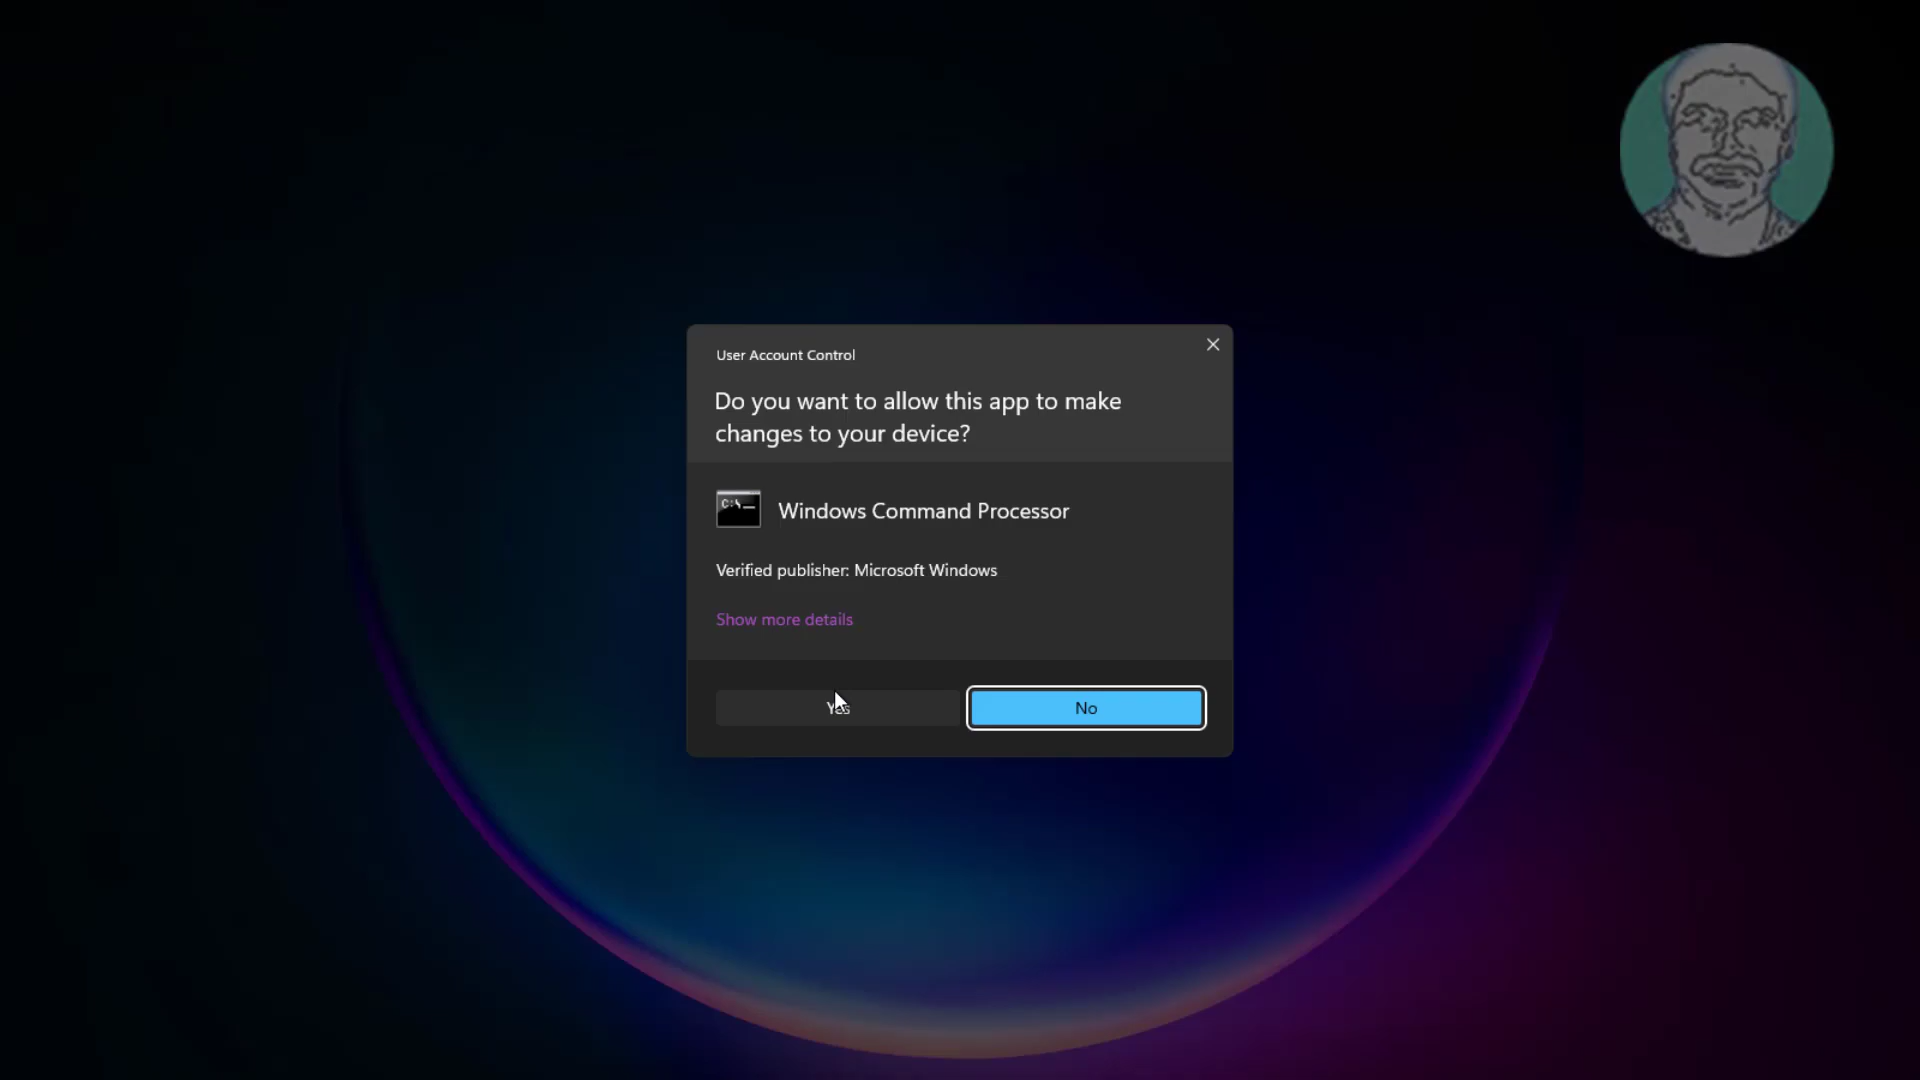 User Account Control
Do you want to allow this app to make
changes to your device?
C:\
Windows Command Processor
Verified publisher: Microsoft Windows
Show more details
Yes
No